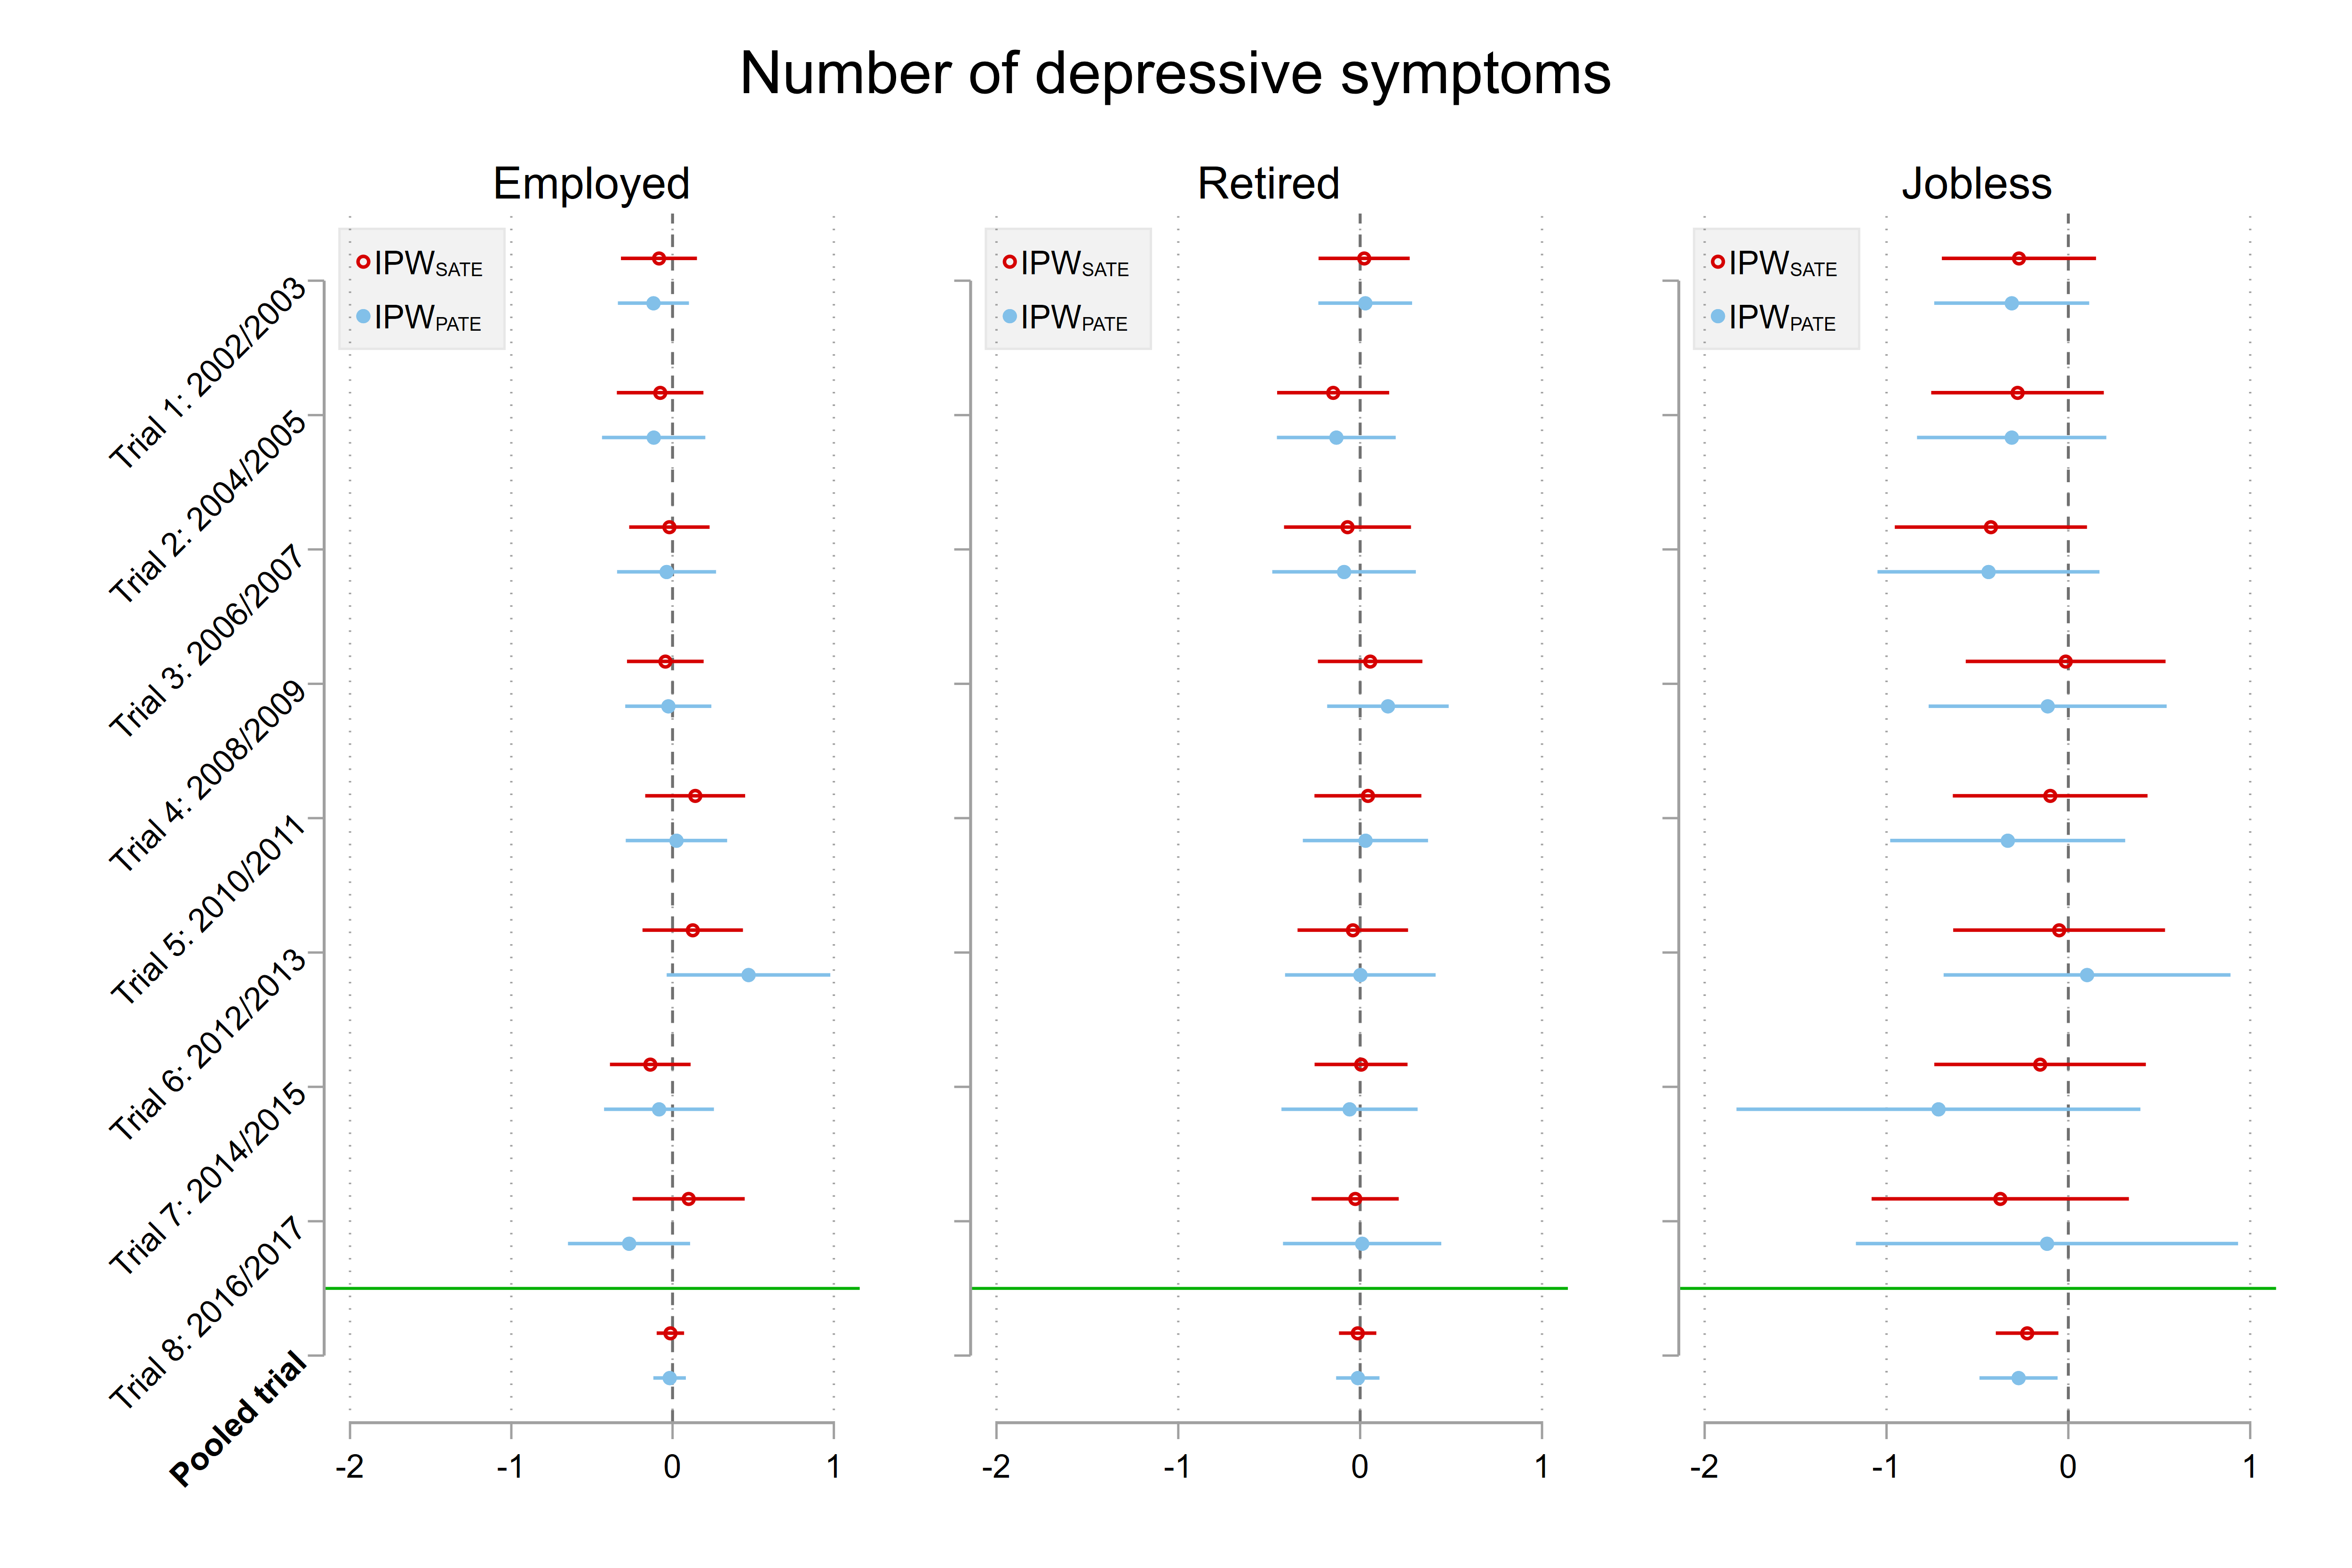 Number of depressive symptoms
Employed
Retired
Jobless
IPWSATE
IPWPATE
IPWSATE
IPWPATE
IPWSATE
IPWPATE
Trial 1: 2002/2003
Trial 2: 2004/2005
Trial 3: 2006/2007
Trial 4: 2008/2009
Trial 5: 2010/2011
Trial 6: 2012/2013
Trial 7: 2014/2015
Trial 8: 2016/2017
Pooled trial
-2 -1 0 1
-2 -1 0 1
-2 -1 0 1